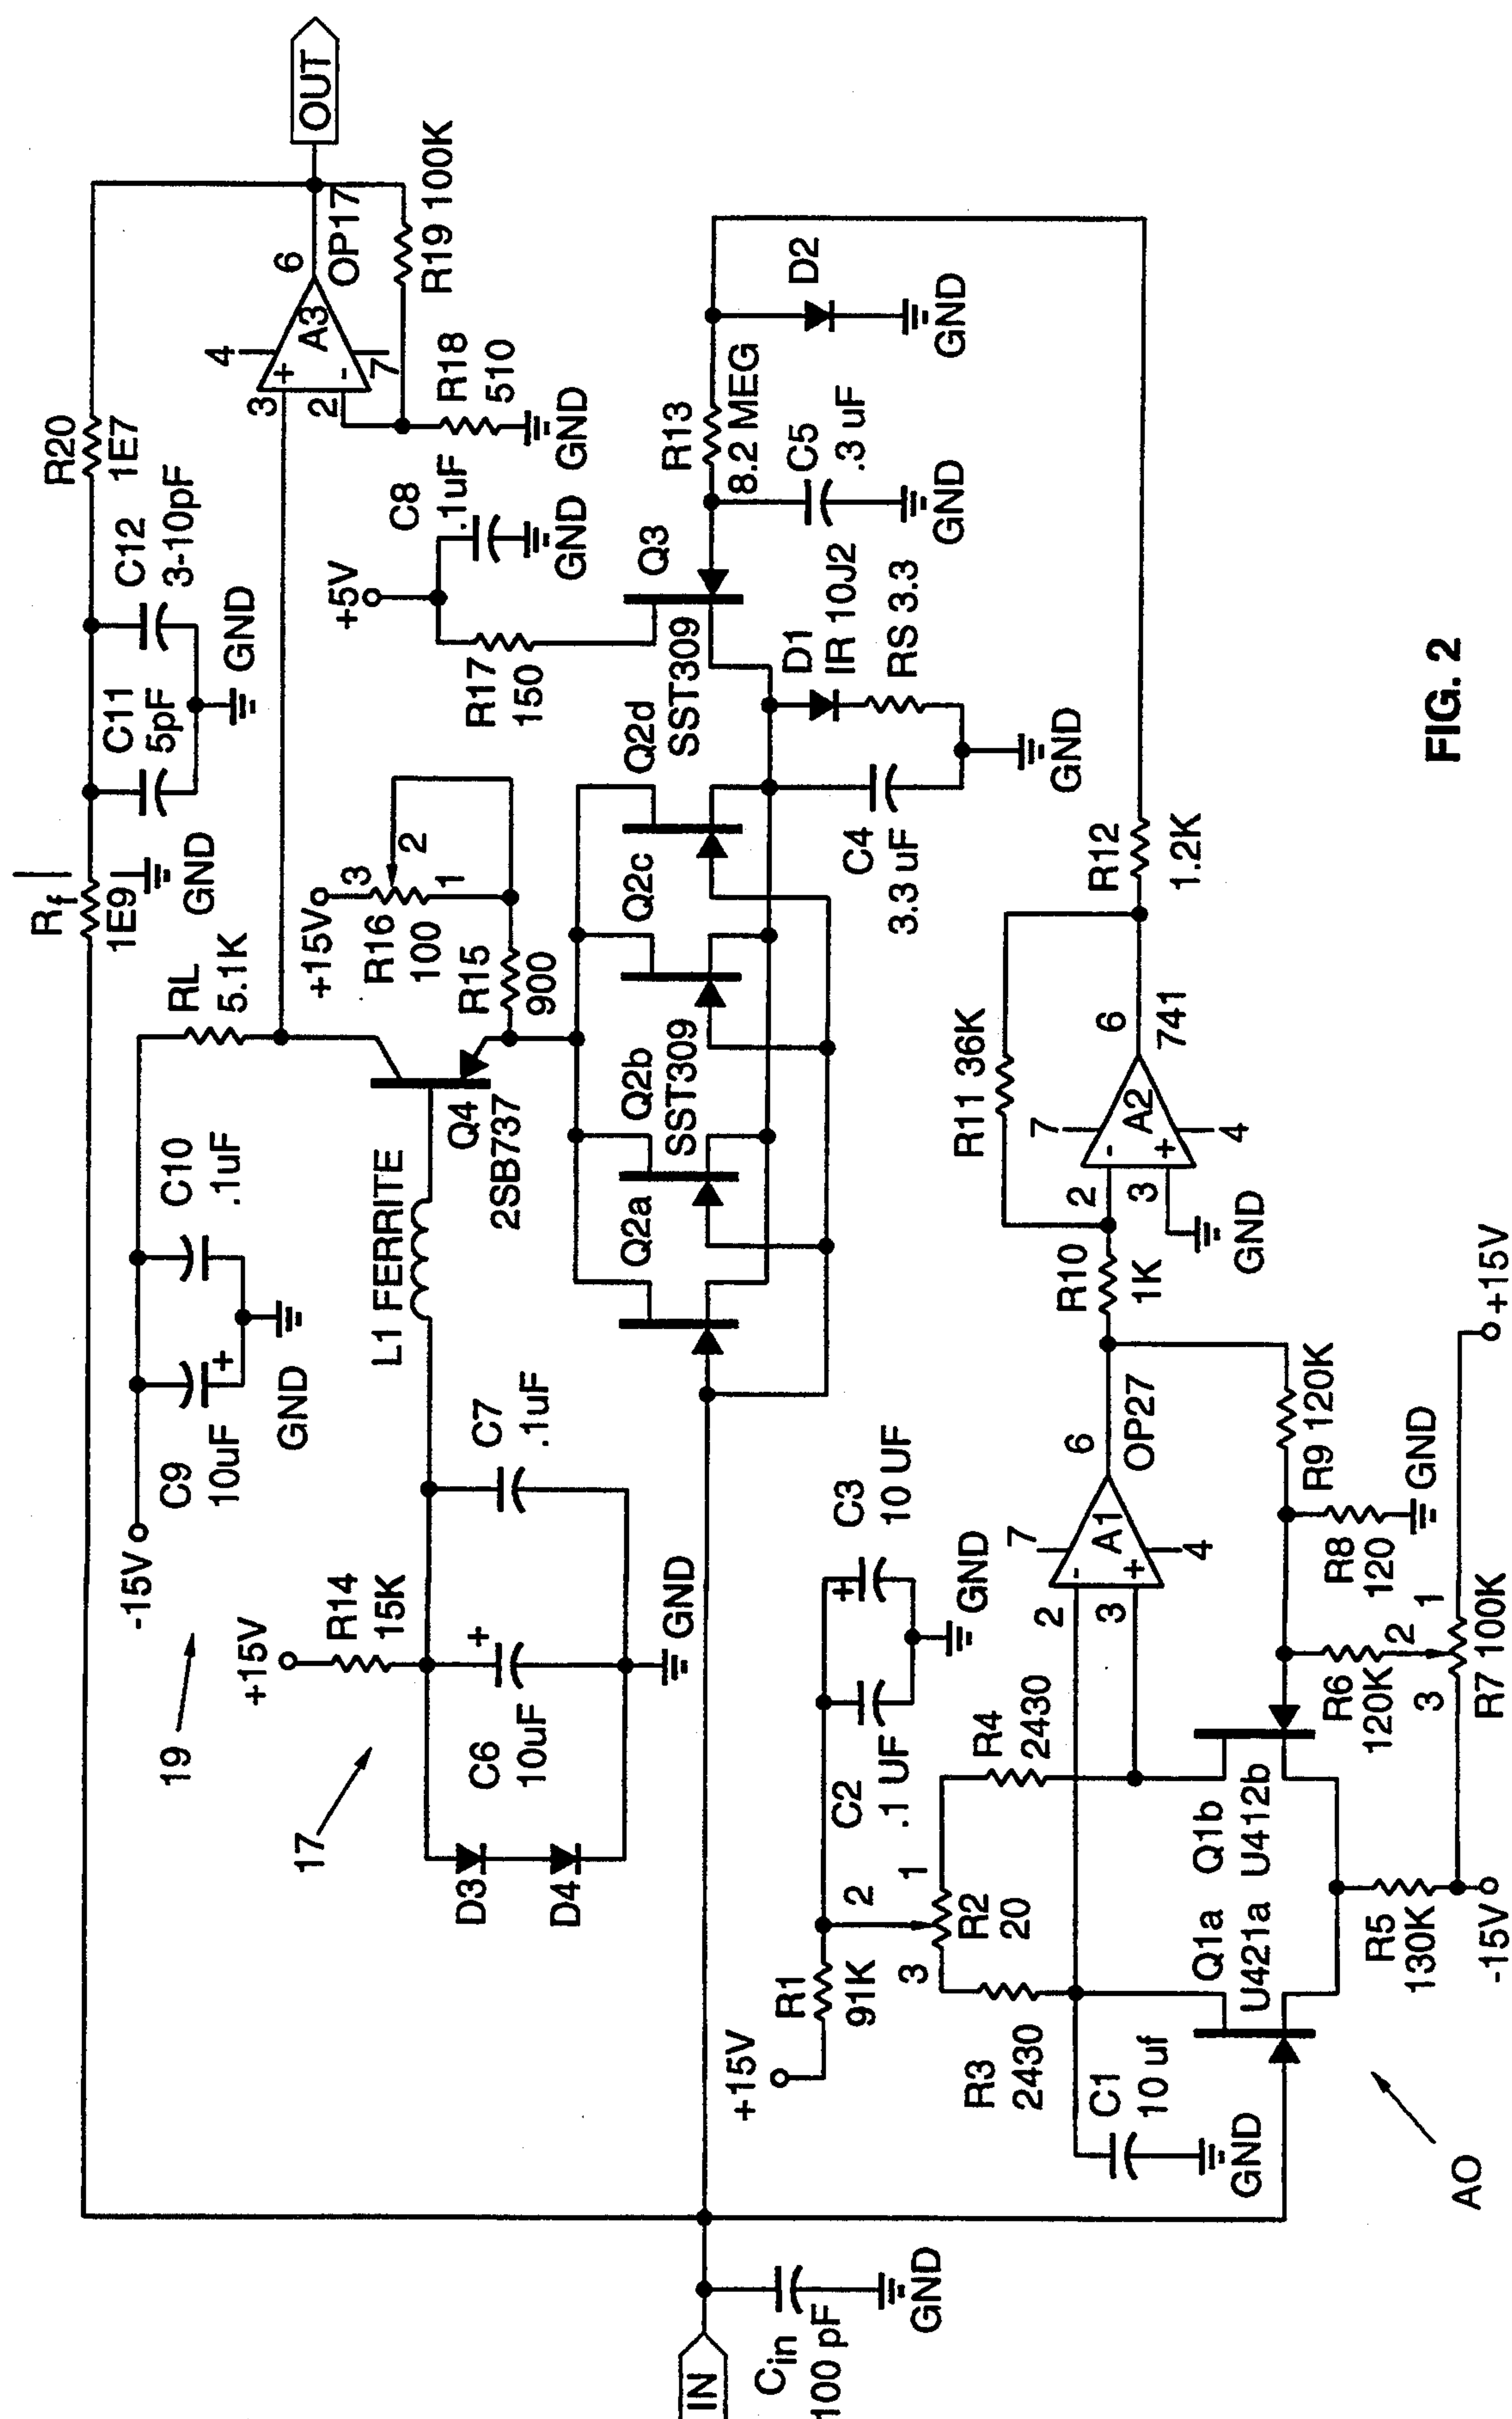 R20
1E7
C12
3-10pF
C11
5pF
GND
Rf
1E9
GND
OUT
RL
5.1K
4
3
+
A3
2
-
7
6
OP17
R19 100K
R18
510
GND
-15V
C9
10uF
+
C10
.1uF
GND
19
+5V
C8
.1uF
GND
R17
150
+15V
3
2
1
R16
100
R15
900
Q4
2SB737
L1 FERRITE
+15V
R14
15K
C6
10uF
+
C7
.1uF
GND
D3
D4
17
Q2a
Q2b
SST309
Q2c
Q2d
SST309
Q3
R13
8.2 MEG
C5
.3 uF
GND
D2
GND
D1
IR 10J2
RS 3.3
C4
3.3 uF
GND
IN
Cin
100 pF
GND
+15V
R1
91K
C2
.1 UF
C3
10 UF
+
GND
2
3
1
R2
20
R3
2430
R4
2430
C1
10 uf
GND
2
-
3
+
A1
7
4
6
OP27
R10
1K
R11 36K
2
-
3
+
A2
7
4
6
741
GND
R12
1.2K
Q1a
U421a
Q1b
U412b
R9 120K
R8
120
GND
R6
120K
2
3
1
R7 100K
+15V
R5
130K
-15V
AO
FIG. 2